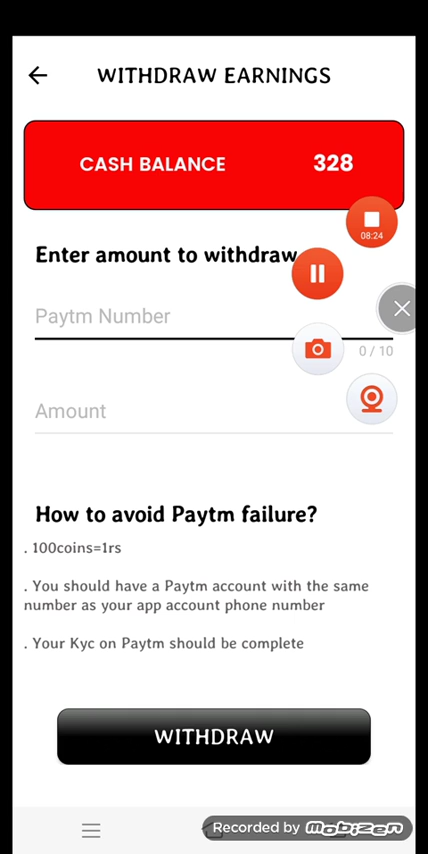 WITHDRAW EARNINGS
CASH BALANCE 328
08:24
Enter amount to withdraw
Paytm Number
0 / 10
Amount
How to avoid Paytm failure?
. 100coins=1rs
. You should have a Paytm account with the same
number as your app account phone number
. Your Kyc on Paytm should be complete
WITHDRAW
Recorded by mobizen